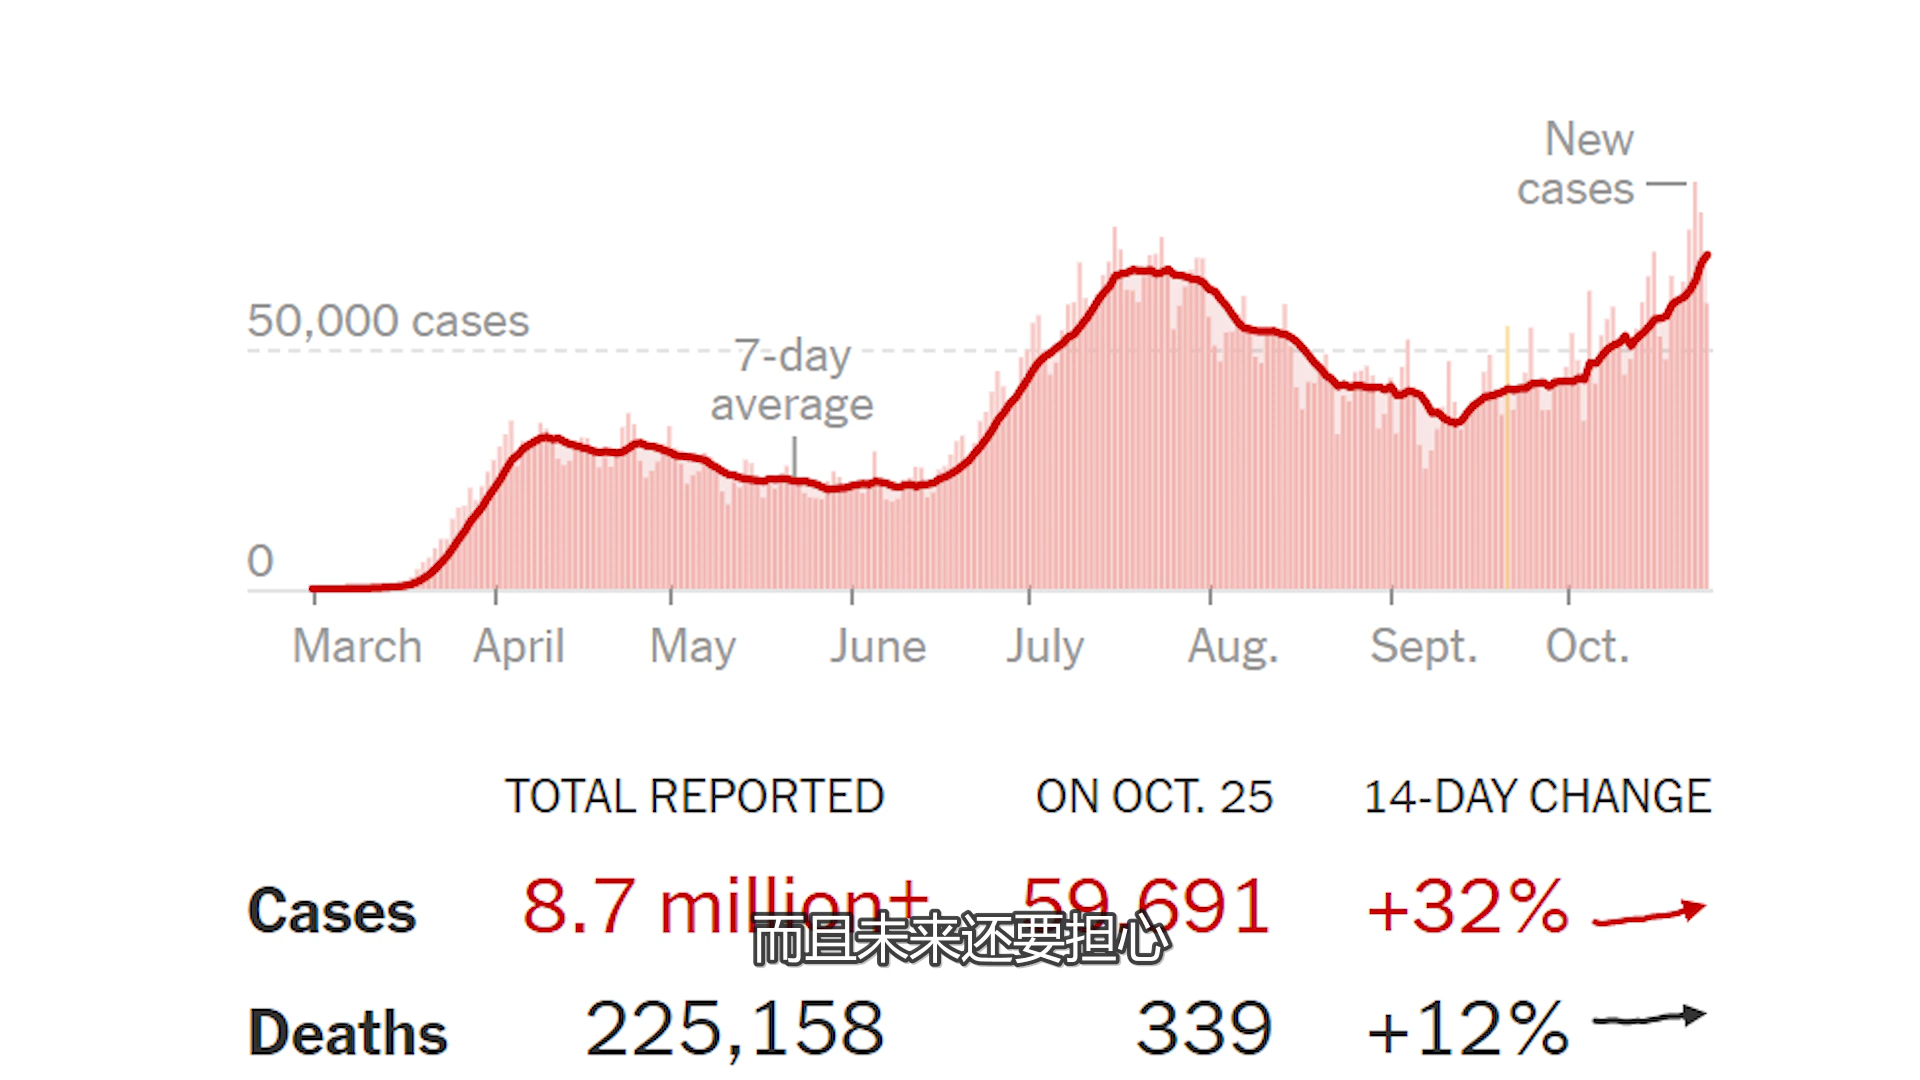 New
cases
50,000 cases
7-day
average
0
March April May June July Aug. Sept. Oct.
TOTAL REPORTED ON OCT. 25 14-DAY CHANGE
Cases 8.7 million+ 59,691 +32%
而且未来还要担心
Deaths 225,158 339 +12%